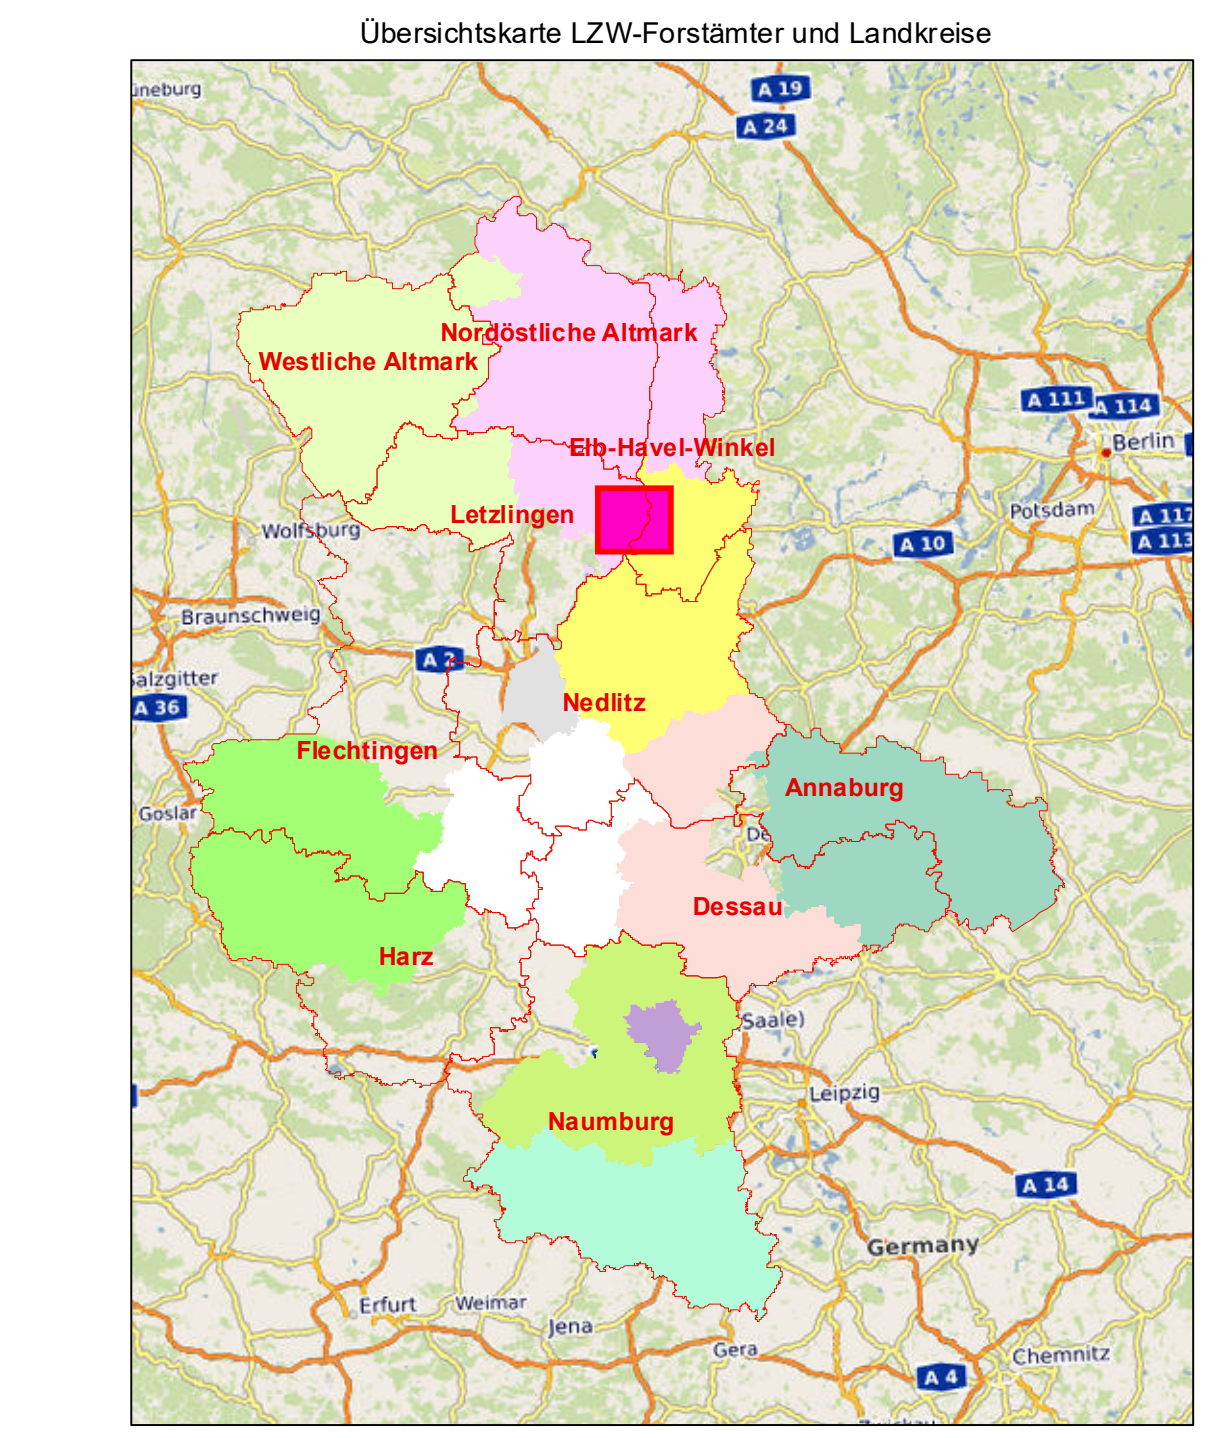 Übersichtskarte LZW-Forstämter und Landkreise
üneburg
A 19
A 24
Nordöstliche Altmark
Westliche Altmark
A 111
A 114
Berlin
Elb-Havel-Winkel
Letzlingen
Potsdam
A 117
Wolfsburg
A 10
A 113
Braunschweig
A 2
Salzgitter
A 36
Nedlitz
Flechtingen
Annaburg
Goslar
De
Dessau
Harz
Saale)
Leipzig
Naumburg
A 14
Germany
Erfurt
Weimar
Jena
Gera
Chemnitz
A 4